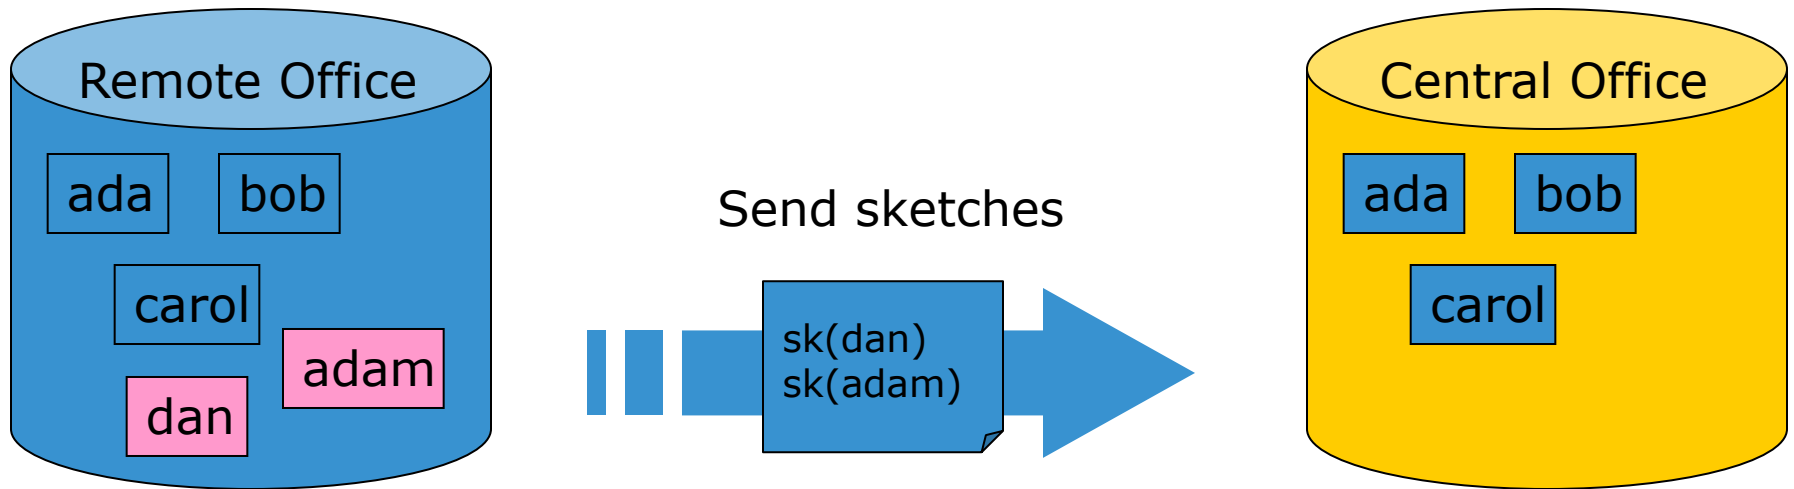 Remote Office
ada
bob
carol
adam
dan
Send sketches
sk(dan)
sk(adam)
Central Office
ada
bob
carol